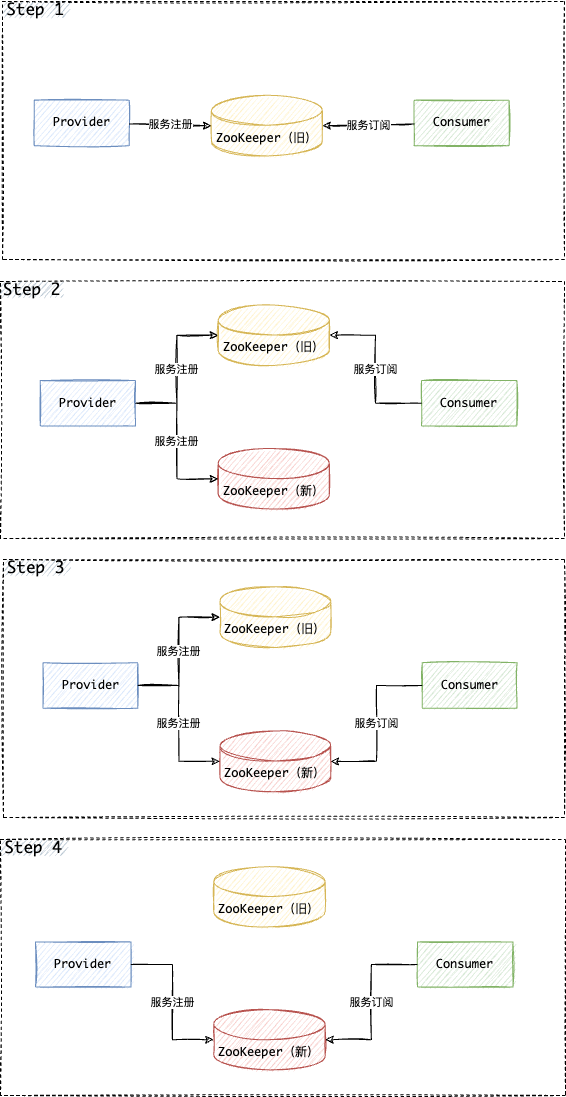 Step 1
Provider
服务注册
ZooKeeper（旧）
服务订阅
Consumer
Step 2
ZooKeeper（旧）
服务注册
服务订阅
Provider
Consumer
服务注册
ZooKeeper（新）
Step 3
ZooKeeper（旧）
服务注册
Provider
Consumer
服务注册
服务订阅
ZooKeeper（新）
Step 4
ZooKeeper（旧）
Provider
Consumer
服务注册
服务订阅
ZooKeeper（新）